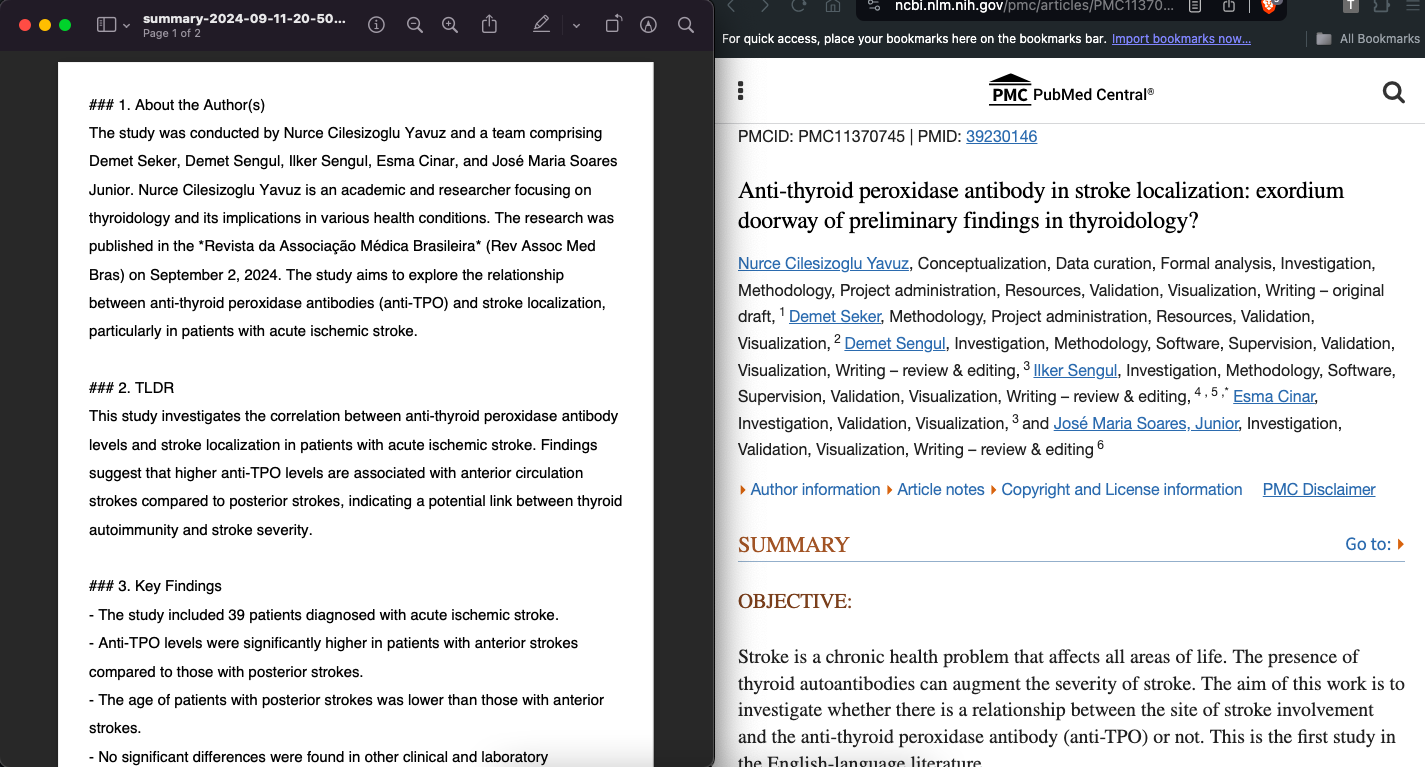 summary-2024-09-11-20-50...
Page 1 of 2
### 1. About the Author(s)
The study was conducted by Nurce Cilesizoglu Yavuz and a team comprising
Demet Seker, Demet Sengul, Ilker Sengul, Esma Cinar, and José Maria Soares
Junior. Nurce Cilesizoglu Yavuz is an academic and researcher focusing on
thyroidology and its implications in various health conditions. The research was
published in the *Revista da Associação Médica Brasileira* (Rev Assoc Med
Bras) on September 2, 2024. The study aims to explore the relationship
between anti-thyroid peroxidase antibodies (anti-TPO) and stroke localization,
particularly in patients with acute ischemic stroke.
### 2. TLDR
This study investigates the correlation between anti-thyroid peroxidase antibody
levels and stroke localization in patients with acute ischemic stroke. Findings
suggest that higher anti-TPO levels are associated with anterior circulation
strokes compared to posterior strokes, indicating a potential link between thyroid
autoimmunity and stroke severity.
### 3. Key Findings
- The study included 39 patients diagnosed with acute ischemic stroke.
- Anti-TPO levels were significantly higher in patients with anterior strokes
compared to those with posterior strokes.
- The age of patients with posterior strokes was lower than those with anterior
strokes.
- No significant differences were found in other clinical and laboratory
ncbi.nlm.nih.gov/pmc/articles/PMC11370...
T
For quick access, place your bookmarks here on the bookmarks bar. Import bookmarks now...
All Bookmarks
PMC PubMed Central®
PMCID: PMC11370745 | PMID: 39230146
Anti-thyroid peroxidase antibody in stroke localization: exordium
doorway of preliminary findings in thyroidology?
Nurce Cilesizoglu Yavuz, Conceptualization, Data curation, Formal analysis, Investigation,
Methodology, Project administration, Resources, Validation, Visualization, Writing – original
draft, 1 Demet Seker, Methodology, Project administration, Resources, Validation,
Visualization, 2 Demet Sengul, Investigation, Methodology, Software, Supervision, Validation,
Visualization, Writing – review & editing, 3 Ilker Sengul, Investigation, Methodology, Software,
Supervision, Validation, Visualization, Writing – review & editing, 4 , 5 ,* Esma Cinar,
Investigation, Validation, Visualization, 3 and José Maria Soares, Junior, Investigation,
Validation, Visualization, Writing – review & editing 6
Author information Article notes Copyright and License information PMC Disclaimer
SUMMARY
Go to:
OBJECTIVE:
Stroke is a chronic health problem that affects all areas of life. The presence of
thyroid autoantibodies can augment the severity of stroke. The aim of this work is to
investigate whether there is a relationship between the site of stroke involvement
and the anti-thyroid peroxidase antibody (anti-TPO) or not. This is the first study in
the English-language literature.